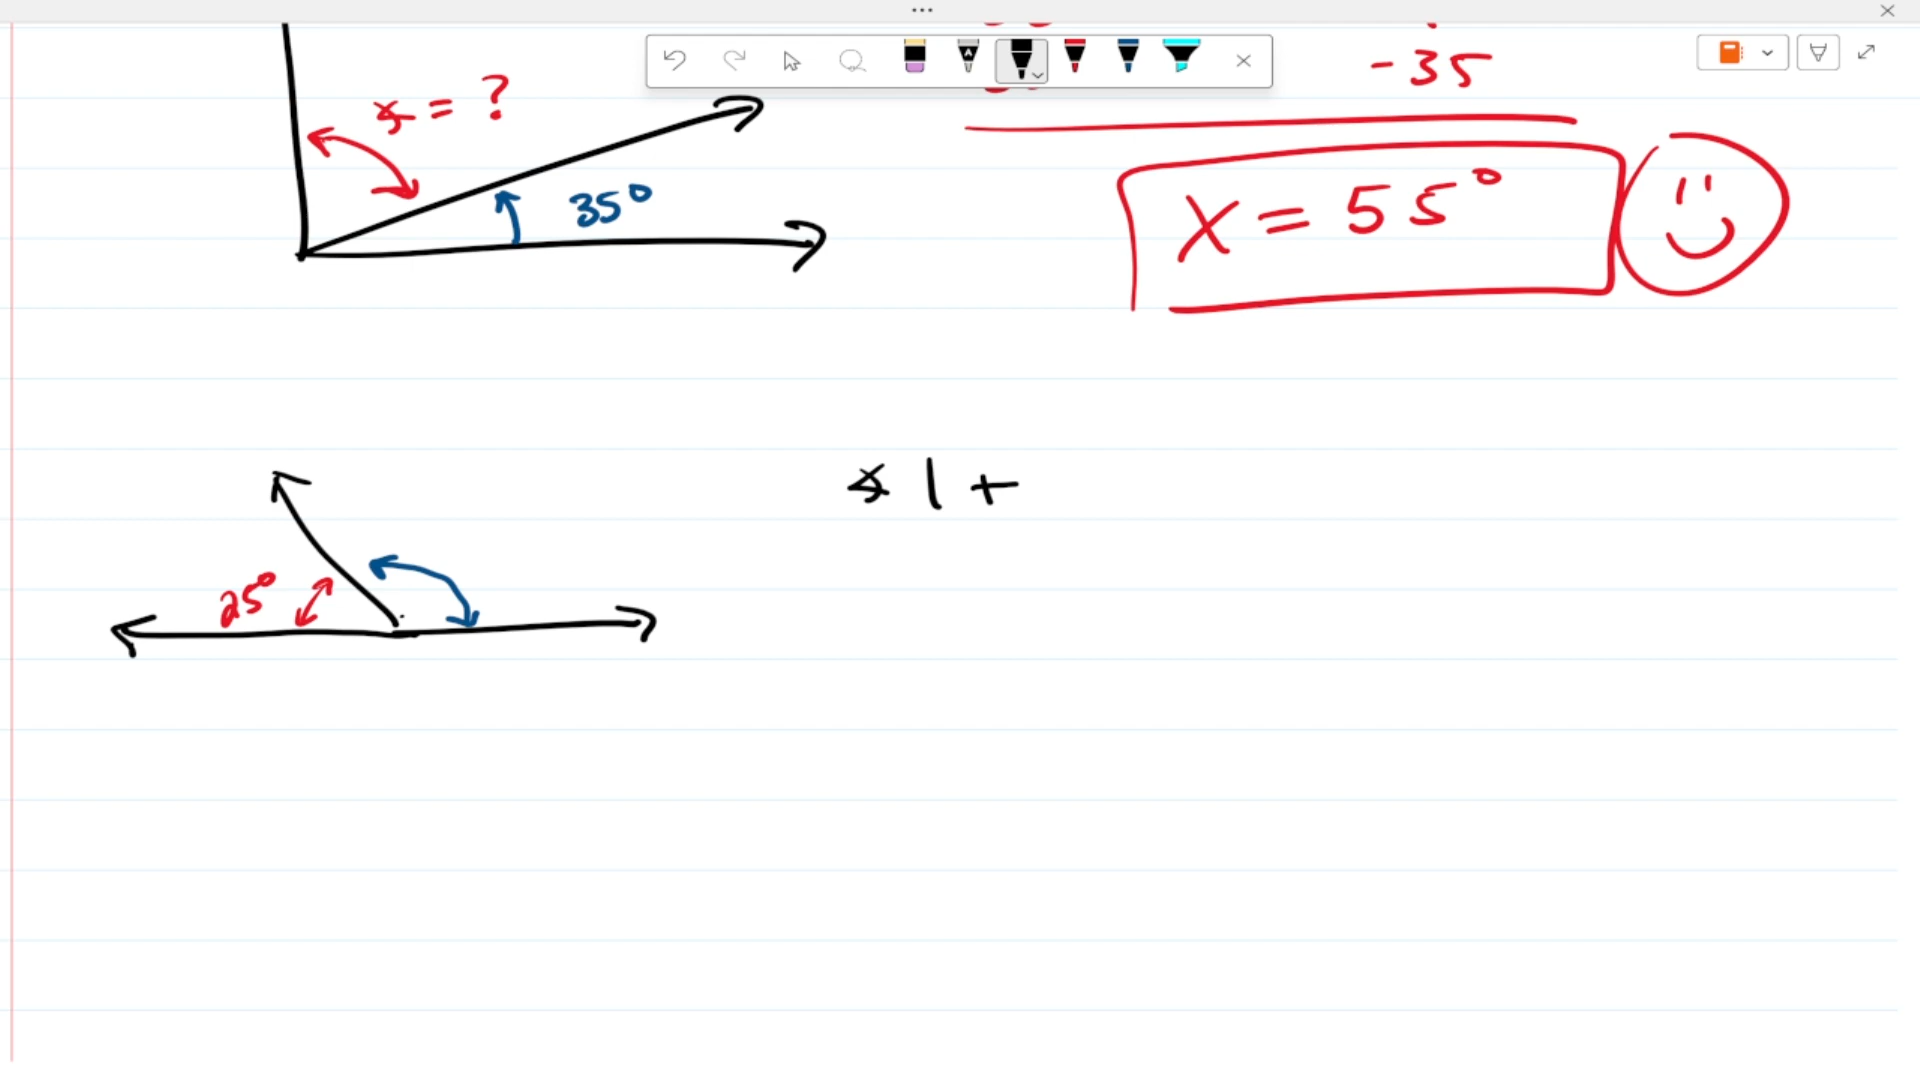 -35
∡ = ?
35°
X = 55°
∡ 1 +
25°